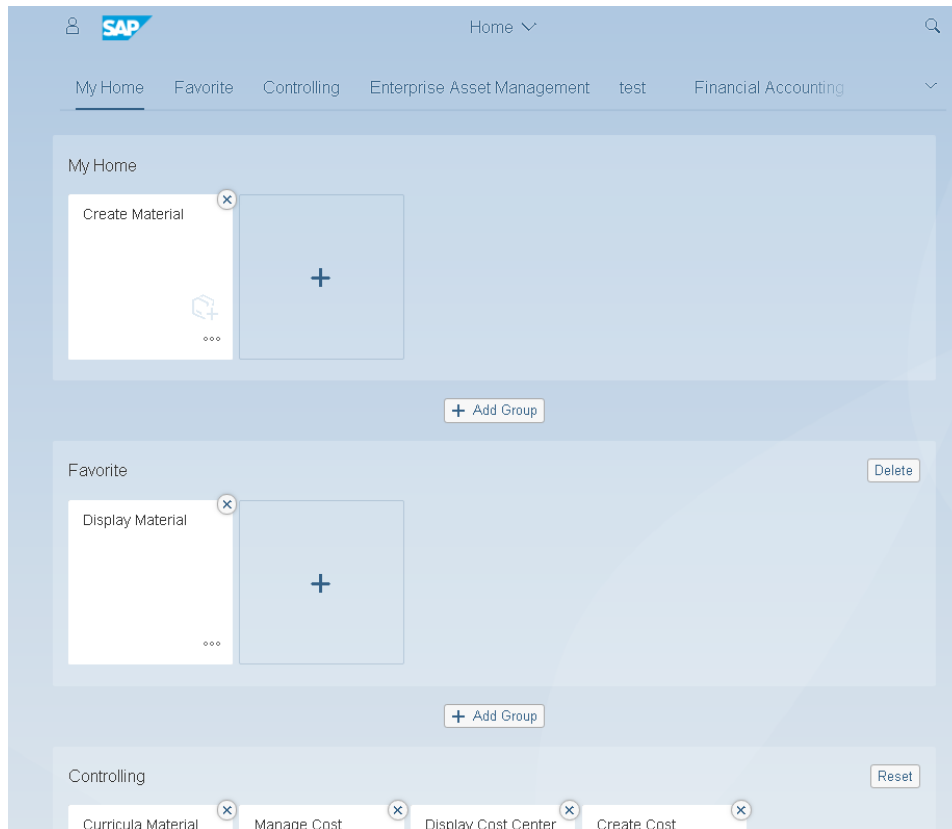 SAP
Home
My Home Favorite Controlling Enterprise Asset Management test Financial Accounting
My Home
Create Material
Add Group
Favorite
Delete
Display Material
Add Group
Controlling
Reset
Curricula Material Manage Cost Display Cost Center Create Cost